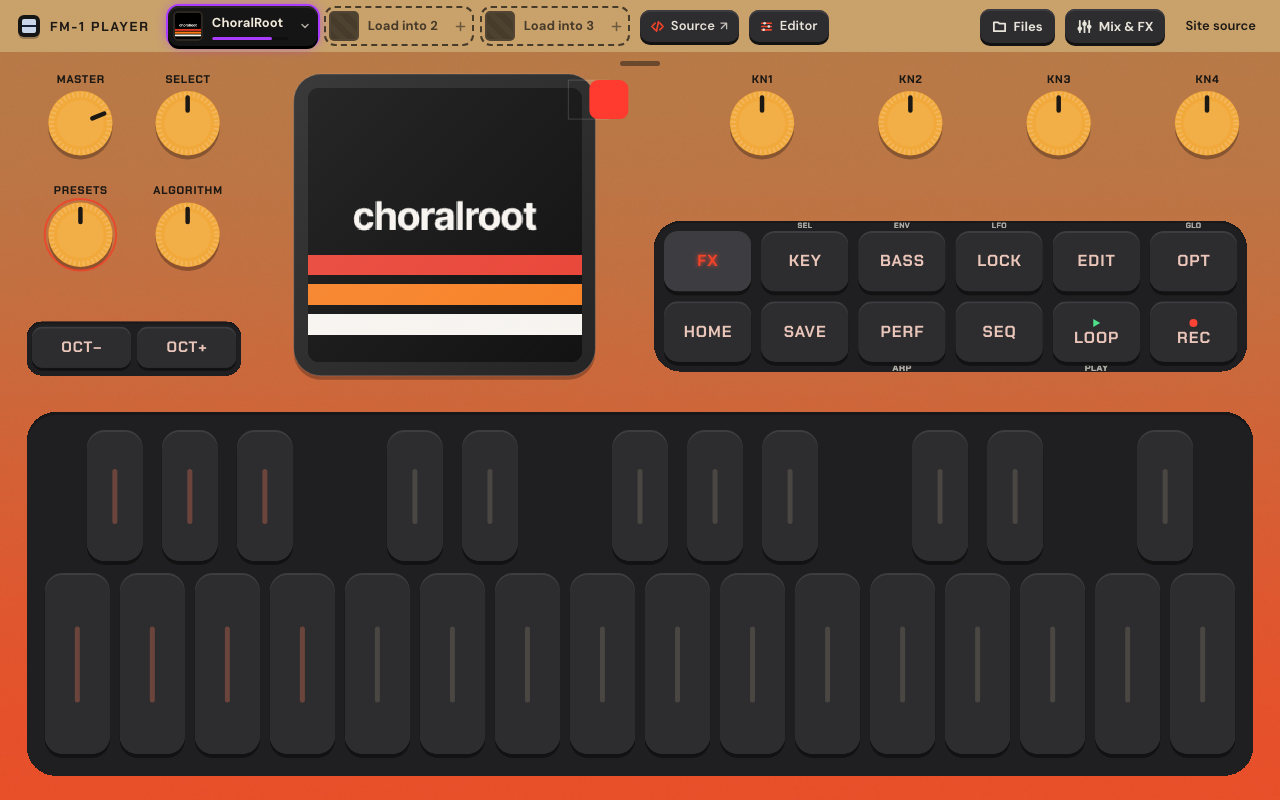 FM-1 PLAYER
choralroot
ChoralRoot
Load into 2
Load into 3
Source
Editor
Files
Mix & FX
Site source
MASTER
SELECT
PRESETS
ALGORITHM
OCT–
OCT+
choralroot
KN1
KN2
KN3
KN4
SEL
ENV
LFO
GLO
FX
KEY
BASS
LOCK
EDIT
OPT
HOME
SAVE
PERF
SEQ
LOOP
REC
ARP
PLAY